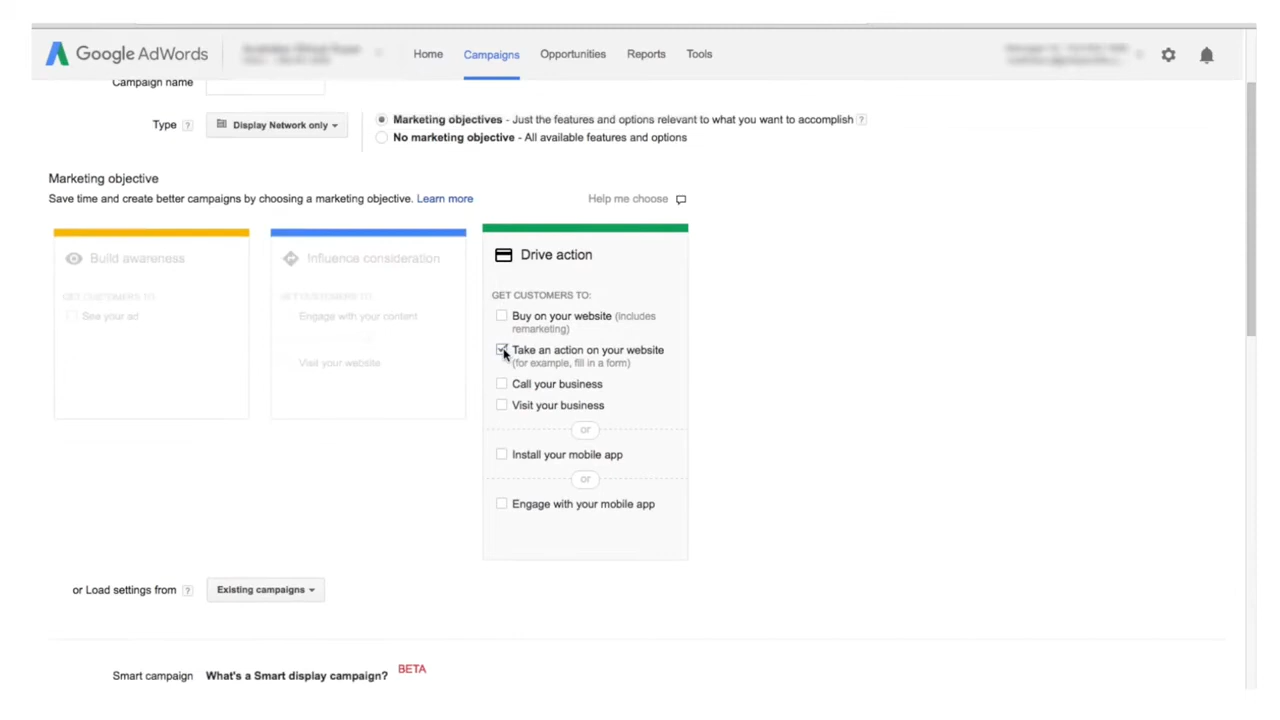 Google AdWords
Home Campaigns Opportunities Reports Tools
Campaign name
Type ? Display Network only
Marketing objectives - Just the features and options relevant to what you want to accomplish ?
No marketing objective - All available features and options
Marketing objective
Save time and create better campaigns by choosing a marketing objective. Learn more
Help me choose
Build awareness
GET CUSTOMERS TO:
See your ad
Influence consideration
GET CUSTOMERS TO:
Engage with your content
Visit your website
Drive action
GET CUSTOMERS TO:
Buy on your website (includes
remarketing)
Take an action on your website
(for example, fill in a form)
Call your business
Visit your business
or
Install your mobile app
or
Engage with your mobile app
or Load settings from ? Existing campaigns
Smart campaign What's a Smart display campaign? BETA